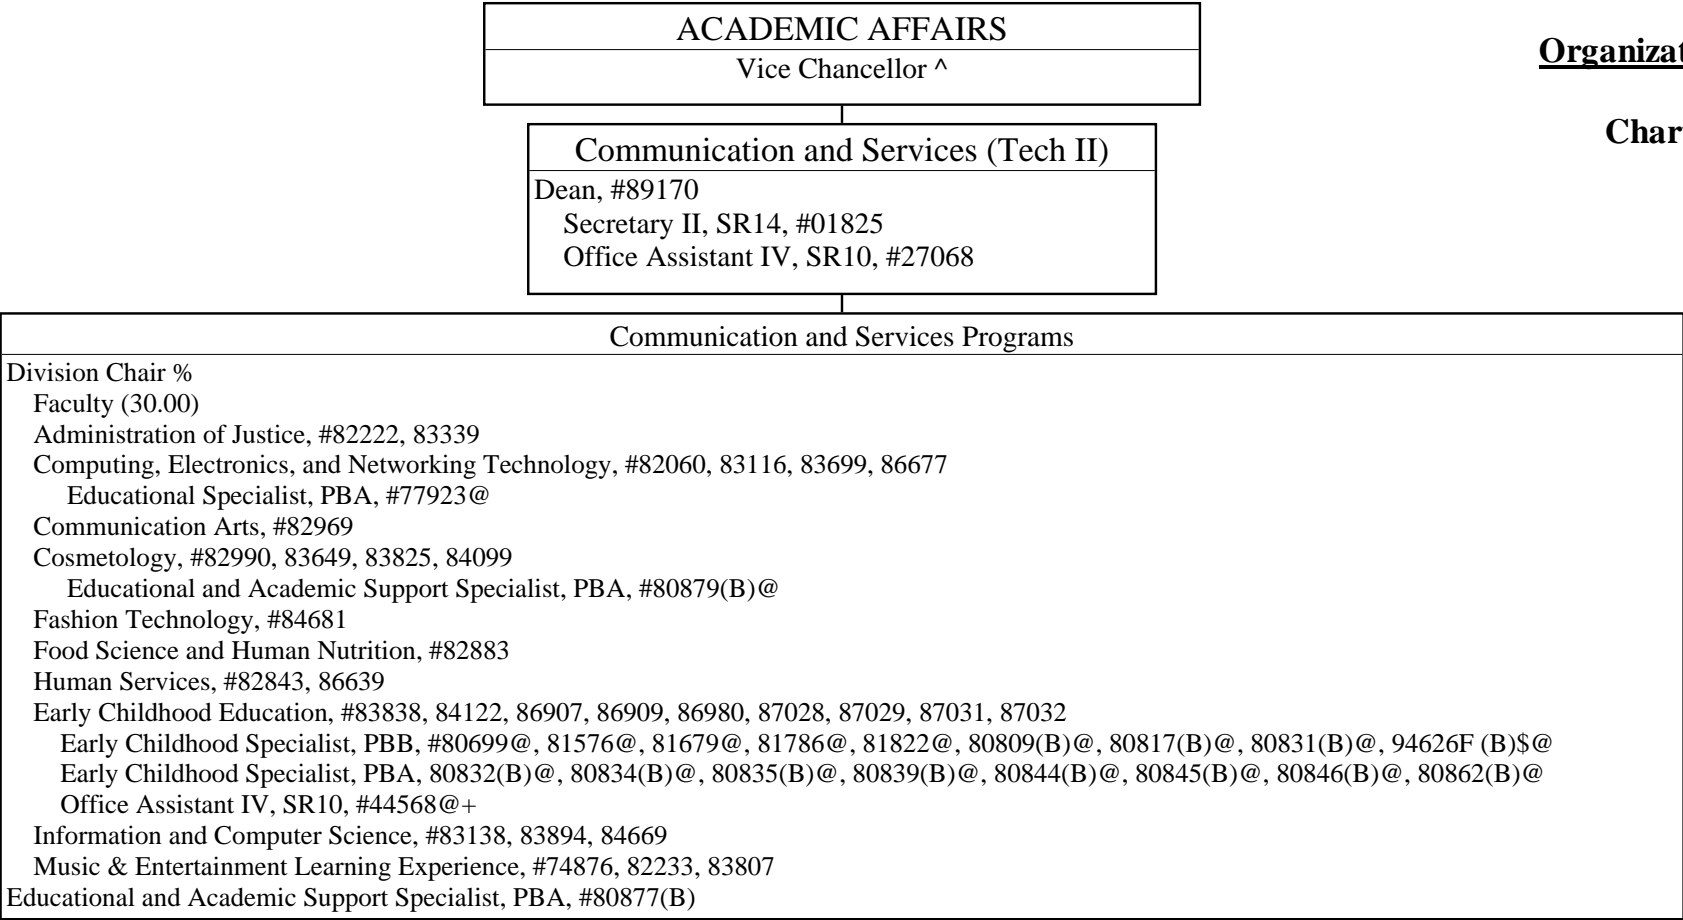 ACADEMIC AFFAIRS
Vice Chancellor ^
Organizat
Char
Communication and Services (Tech II)
Dean, #89170
Secretary II, SR14, #01825
Office Assistant IV, SR10, #27068
Communication and Services Programs
Division Chair %
Faculty (30.00)
Administration of Justice, #82222, 83339
Computing, Electronics, and Networking Technology, #82060, 83116, 83699, 86677
Educational Specialist, PBA, #77923@
Communication Arts, #82969
Cosmetology, #82990, 83649, 83825, 84099
Educational and Academic Support Specialist, PBA, #80879(B)@
Fashion Technology, #84681
Food Science and Human Nutrition, #82883
Human Services, #82843, 86639
Early Childhood Education, #83838, 84122, 86907, 86909, 86980, 87028, 87029, 87031, 87032
Early Childhood Specialist, PBB, #80699@, 81576@, 81679@, 81786@, 81822@, 80809(B)@, 80817(B)@, 80831(B)@, 94626F (B)$@
Early Childhood Specialist, PBA, 80832(B)@, 80834(B)@, 80835(B)@, 80839(B)@, 80844(B)@, 80845(B)@, 80846(B)@, 80862(B)@
Office Assistant IV, SR10, #44568@+
Information and Computer Science, #83138, 83894, 84669
Music & Entertainment Learning Experience, #74876, 82233, 83807
Educational and Academic Support Specialist, PBA, #80877(B)